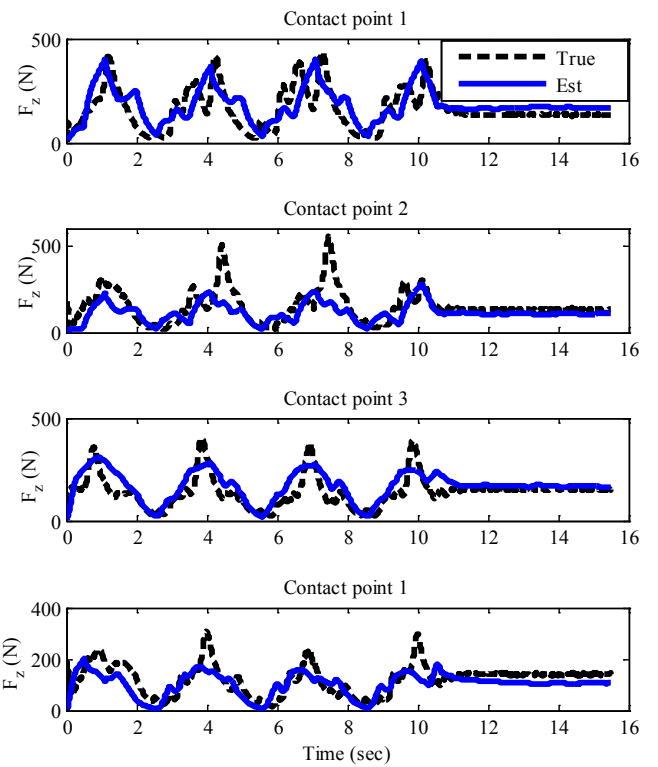 Contact point 1
500
0
F_z (N)
True
Est
0 2 4 6 8 10 12 14 16
Contact point 2
500
0
F_z (N)
0 2 4 6 8 10 12 14 16
Contact point 3
500
0
F_z (N)
0 2 4 6 8 10 12 14 16
Contact point 1
400
200
0
F_z (N)
0 2 4 6 8 10 12 14 16
Time (sec)